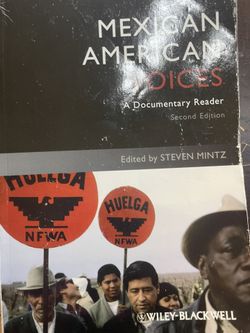 MEXICAN
AMERICAN
VOICES
A Documentary Reader
Second Edition
Edited by STEVEN MINTZ
HUELGA
NFWA
HUELGA
NFWA
WILEY-BLACKWELL